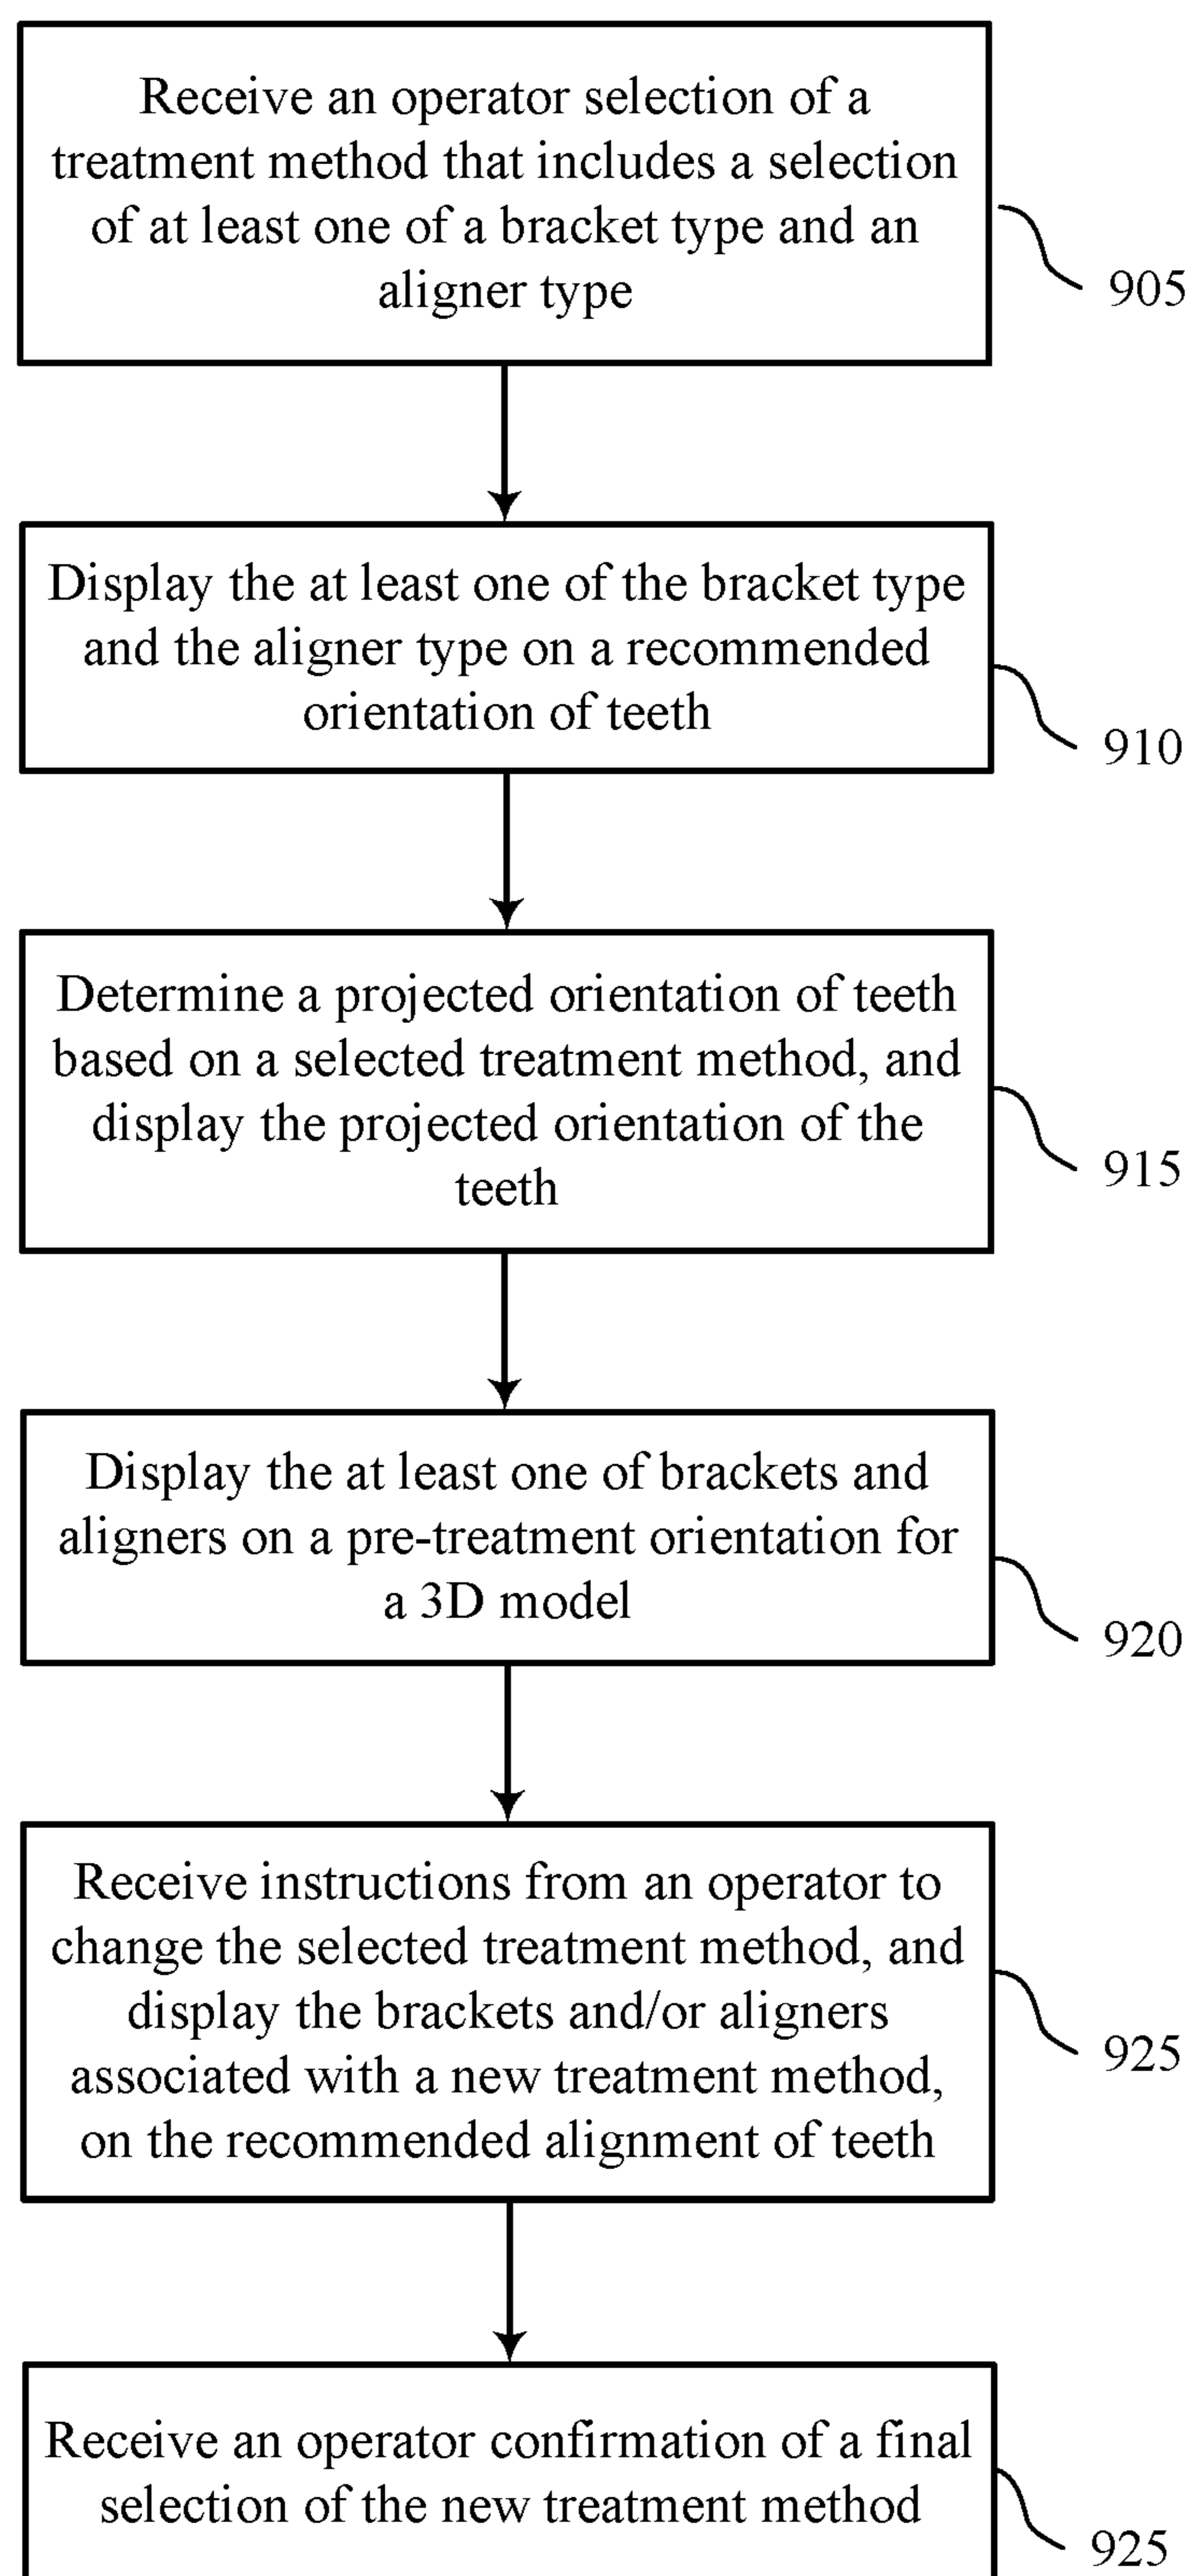 Receive an operator selection of a
treatment method that includes a selection
of at least one of a bracket type and an
aligner type
905
Display the at least one of the bracket type
and the aligner type on a recommended
orientation of teeth
910
Determine a projected orientation of teeth
based on a selected treatment method, and
display the projected orientation of the
teeth
915
Display the at least one of brackets and
aligners on a pre-treatment orientation for
a 3D model
920
Receive instructions from an operator to
change the selected treatment method, and
display the brackets and/or aligners
associated with a new treatment method,
on the recommended alignment of teeth
925
Receive an operator confirmation of a final
selection of the new treatment method
925